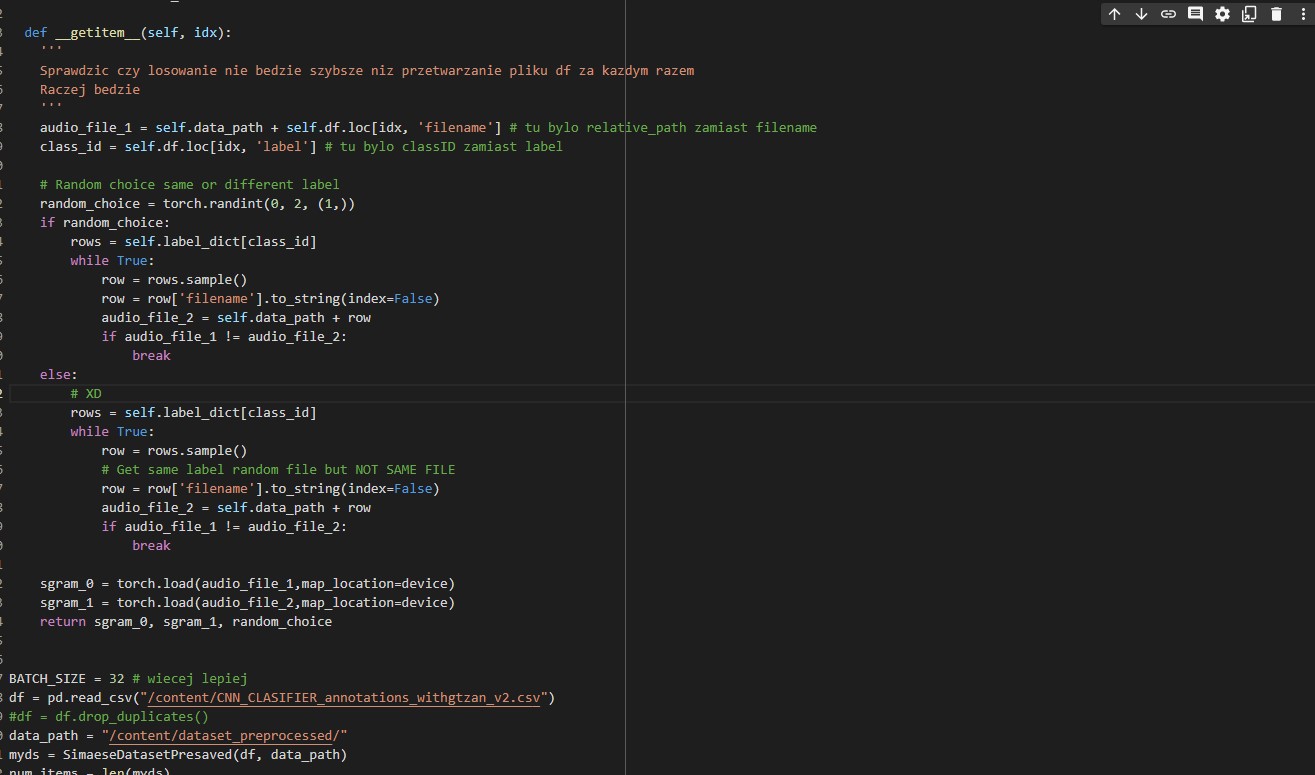 def __getitem__(self, idx):
'''
Sprawdzic czy losowanie nie bedzie szybsze niz przetwarzanie pliku df za kazdym razem
Raczej bedzie
'''
audio_file_1 = self.data_path + self.df.loc[idx, 'filename'] # tu bylo relative_path zamiast filename
class_id = self.df.loc[idx, 'label'] # tu bylo classID zamiast label
# Random choice same or different label
random_choice = torch.randint(0, 2, (1,))
if random_choice:
rows = self.label_dict[class_id]
while True:
row = rows.sample()
row = row['filename'].to_string(index=False)
audio_file_2 = self.data_path + row
if audio_file_1 != audio_file_2:
break
else:
# XD
rows = self.label_dict[class_id]
while True:
row = rows.sample()
# Get same label random file but NOT SAME FILE
row = row['filename'].to_string(index=False)
audio_file_2 = self.data_path + row
if audio_file_1 != audio_file_2:
break
sgram_0 = torch.load(audio_file_1,map_location=device)
sgram_1 = torch.load(audio_file_2,map_location=device)
return sgram_0, sgram_1, random_choice
BATCH_SIZE = 32 # wiecej lepiej
df = pd.read_csv("/content/CNN_CLASIFIER_annotations_withgtzan_v2.csv")
#df = df.drop_duplicates()
data_path = "/content/dataset_preprocessed/"
myds = SimaeseDatasetPresaved(df, data_path)
num_items = len(myds)